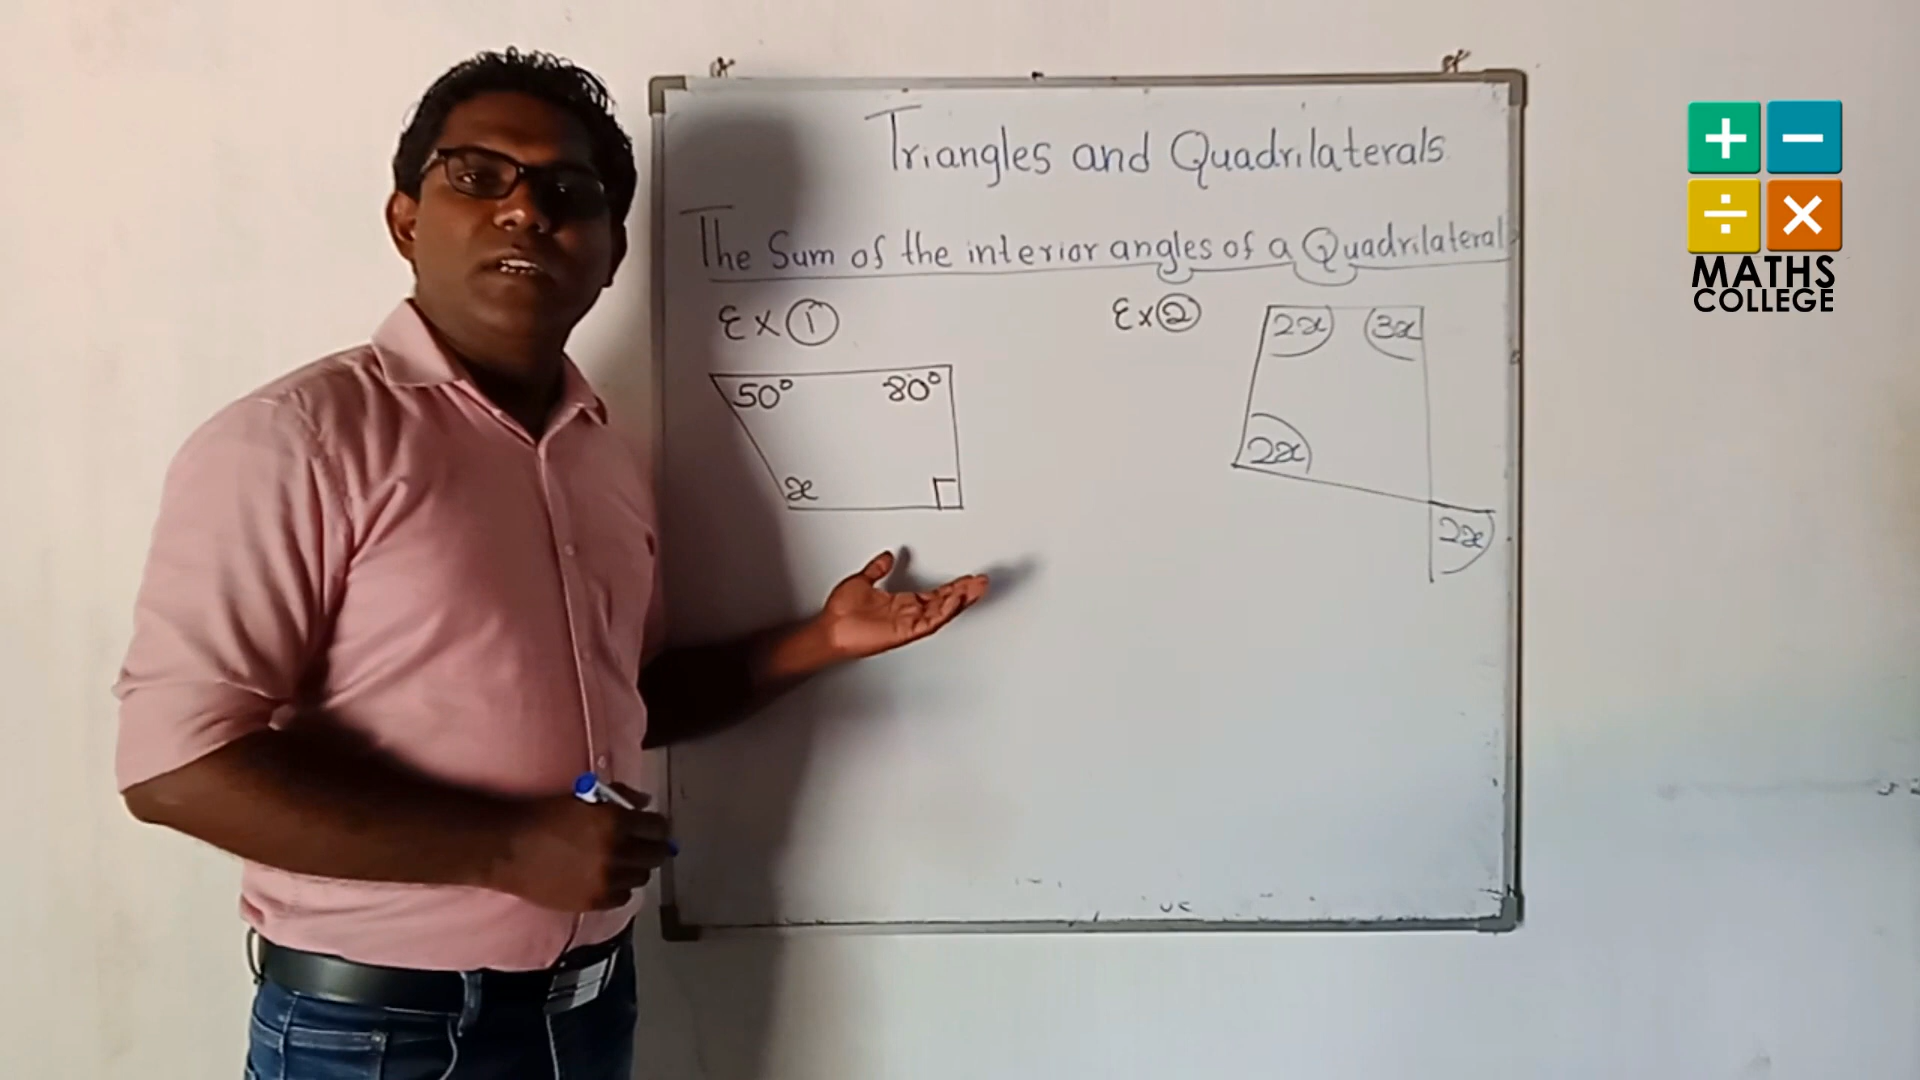 Triangles and Quadrilaterals
The Sum of the interior angles of a Quadrilateral
Ex ①
Ex ②
50° 80°
x
2x 3x
2x
2x
+ −
÷ ×
MATHS
COLLEGE